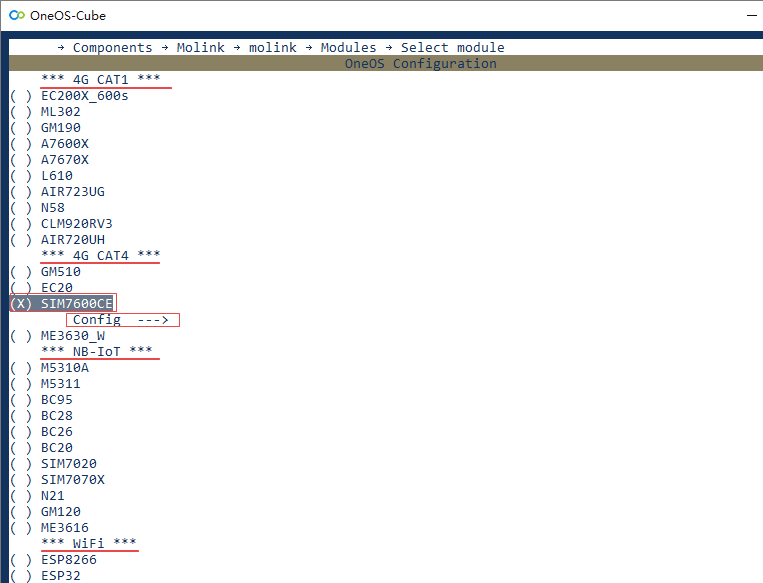 OneOS-Cube
→ Components → Molink → molink → Modules → Select module
OneOS Configuration
*** 4G CAT1 ***
( ) EC200X_600s
( ) ML302
( ) GM190
( ) A7600X
( ) A7670X
( ) L610
( ) AIR723UG
( ) N58
( ) CLM920RV3
( ) AIR720UH
*** 4G CAT4 ***
( ) GM510
( ) EC20
(X) SIM7600CE
Config --->
( ) ME3630_W
*** NB-IoT ***
( ) M5310A
( ) M5311
( ) BC95
( ) BC28
( ) BC26
( ) BC20
( ) SIM7020
( ) SIM7070X
( ) N21
( ) GM120
( ) ME3616
*** WiFi ***
( ) ESP8266
( ) ESP32